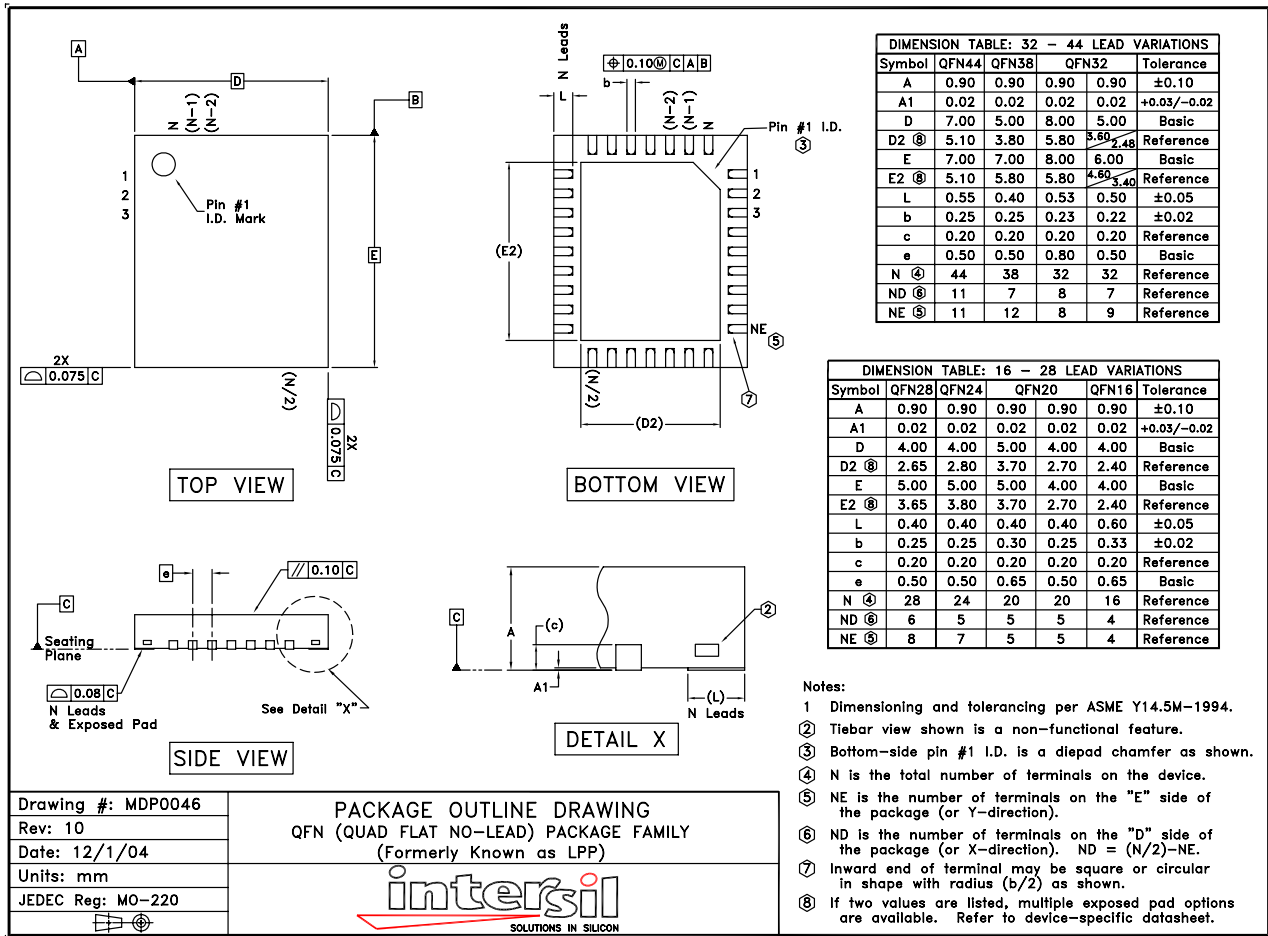 A
D
N
(N-1)
(N-2)
B
1
2
3
Pin #1
I.D. Mark
E
2X
⌓ 0.075 C
(N/2)
2X
⌓ 0.075 C
TOP VIEW
N Leads
L
⌖ 0.10Ⓜ C A B
b
(N-2)
(N-1)
N
Pin #1 I.D.
3
1
2
3
(E2)
NE
5
7
(N/2)
(D2)
BOTTOM VIEW
e
// 0.10 C
C
Seating
Plane
⌓ 0.08 C
N Leads
& Exposed Pad
See Detail "X"
SIDE VIEW
C
A
(c)
A1
2
(L)
N Leads
DETAIL X
DIMENSION TABLE: 32 - 44 LEAD VARIATIONS
Symbol QFN44 QFN38 QFN32 Tolerance
A 0.90 0.90 0.90 0.90 ±0.10
A1 0.02 0.02 0.02 0.02 +0.03/-0.02
D 7.00 5.00 8.00 5.00 Basic
D2 ⑧ 5.10 3.80 5.80 3.60/2.48 Reference
E 7.00 7.00 8.00 6.00 Basic
E2 ⑧ 5.10 5.80 5.80 4.60/3.40 Reference
L 0.55 0.40 0.53 0.50 ±0.05
b 0.25 0.25 0.23 0.22 ±0.02
c 0.20 0.20 0.20 0.20 Reference
e 0.50 0.50 0.80 0.50 Basic
N ④ 44 38 32 32 Reference
ND ⑥ 11 7 8 7 Reference
NE ⑤ 11 12 8 9 Reference
DIMENSION TABLE: 16 - 28 LEAD VARIATIONS
Symbol QFN28 QFN24 QFN20 QFN16 Tolerance
A 0.90 0.90 0.90 0.90 0.90 ±0.10
A1 0.02 0.02 0.02 0.02 0.02 +0.03/-0.02
D 4.00 4.00 5.00 4.00 4.00 Basic
D2 ⑧ 2.65 2.80 3.70 2.70 2.40 Reference
E 5.00 5.00 5.00 4.00 4.00 Basic
E2 ⑧ 3.65 3.80 3.70 2.70 2.40 Reference
L 0.40 0.40 0.40 0.40 0.60 ±0.05
b 0.25 0.25 0.30 0.25 0.33 ±0.02
c 0.20 0.20 0.20 0.20 0.20 Reference
e 0.50 0.50 0.65 0.50 0.65 Basic
N ④ 28 24 20 20 16 Reference
ND ⑥ 6 5 5 5 4 Reference
NE ⑤ 8 7 5 5 4 Reference
Notes:
1 Dimensioning and tolerancing per ASME Y14.5M-1994.
② Tiebar view shown is a non-functional feature.
③ Bottom-side pin #1 I.D. is a diepad chamfer as shown.
④ N is the total number of terminals on the device.
⑤ NE is the number of terminals on the "E" side of
the package (or Y-direction).
⑥ ND is the number of terminals on the "D" side of
the package (or X-direction). ND = (N/2)-NE.
⑦ Inward end of terminal may be square or circular
in shape with radius (b/2) as shown.
⑧ If two values are listed, multiple exposed pad options
are available. Refer to device-specific datasheet.
Drawing #: MDP0046
Rev: 10
Date: 12/1/04
Units: mm
JEDEC Reg: MO-220
PACKAGE OUTLINE DRAWING
QFN (QUAD FLAT NO-LEAD) PACKAGE FAMILY
(Formerly Known as LPP)
intersil
SOLUTIONS IN SILICON